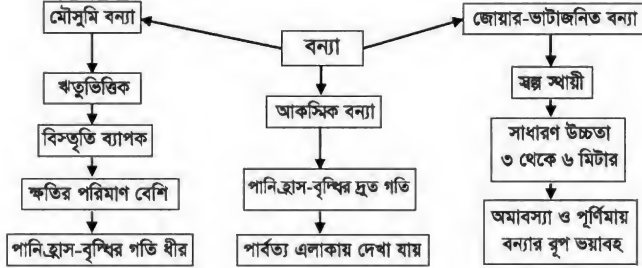 মৌসুমি বন্যা
ঋতুভিত্তিক
বিস্তৃতি ব্যাপক
ক্ষতির পরিমাণ বেশি
পানি-হ্রাস-বৃদ্ধির গতি ধীর
বন্যা
আকস্মিক বন্যা
পানি-হ্রাস-বৃদ্ধির দ্রুত গতি
পার্বত্য এলাকায় দেখা যায়
জোয়ার-ভাটাজনিত বন্যা
স্বল্প স্থায়ী
সাধারণ উচ্চতা
৩ থেকে ৬ মিটার
অমাবস্যা ও পূর্ণিমায়
বন্যার রূপ ভয়াবহ